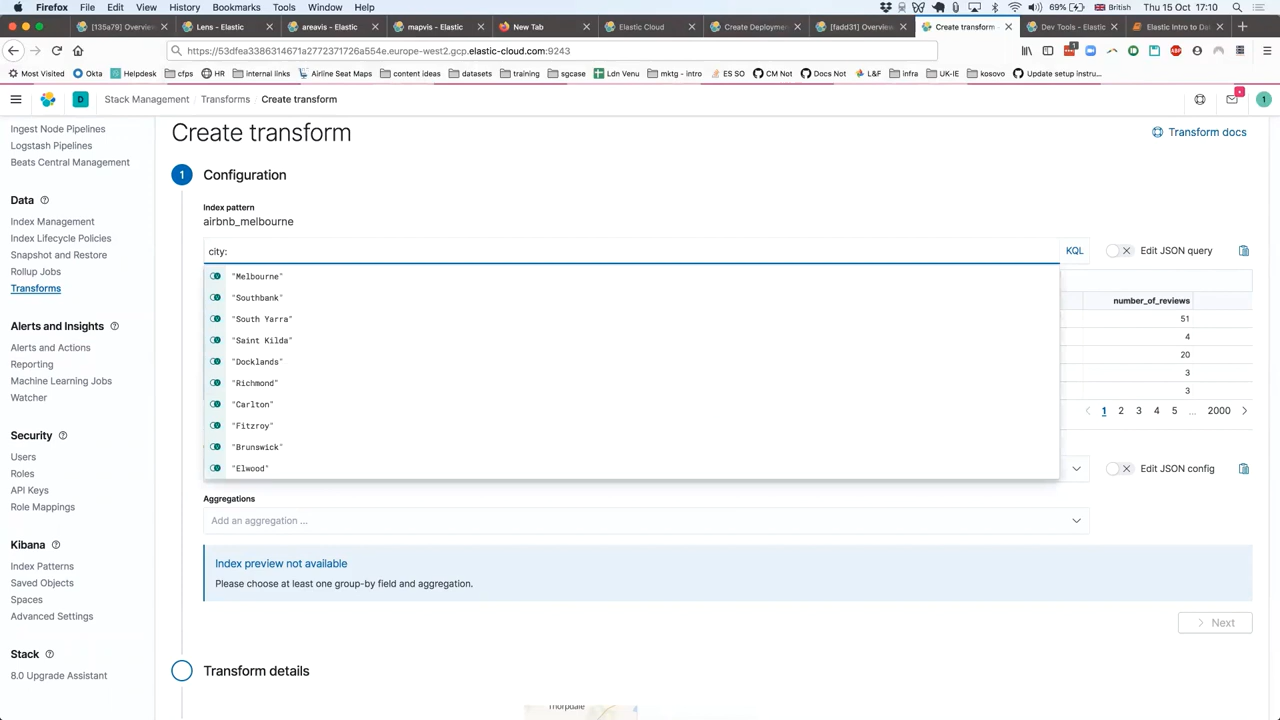 Firefox File Edit View History Bookmarks Tools Window Help 69% British Thu 15 Oct 17:10
[135a79] Overview Lens - Elastic areavis - Elastic mapvis - Elastic New Tab Elastic Cloud Create Deployment [fadd31] Overview Create transform - Dev Tools - Elastic Elastic Intro to Da
https://53dfea3386314671a2772371726a554e.europe-west2.gcp.elastic-cloud.com:9243
Most Visited Okta Helpdesk cfps HR internal links Airline Seat Maps content ideas datasets training sgcase Ldn Venu mktg - intro ES SO CM Not Docs Not L&F infra UK-IE kosovo Update setup instru...
D Stack Management Transforms Create transform 1
Ingest Node Pipelines
Logstash Pipelines
Beats Central Management
Data
Index Management
Index Lifecycle Policies
Snapshot and Restore
Rollup Jobs
Transforms
Alerts and Insights
Alerts and Actions
Reporting
Machine Learning Jobs
Watcher
Security
Users
Roles
API Keys
Role Mappings
Kibana
Index Patterns
Saved Objects
Spaces
Advanced Settings
Stack
8.0 Upgrade Assistant
Create transform
Transform docs
1 Configuration
Index pattern
airbnb_melbourne
city: KQL Edit JSON query
"Melbourne"
"Southbank"
"South Yarra"
"Saint Kilda"
"Docklands"
"Richmond"
"Carlton"
"Fitzroy"
"Brunswick"
"Elwood"
number_of_reviews
51
4
20
3
3
1 2 3 4 5 ... 2000
Edit JSON config
Aggregations
Add an aggregation ...
Index preview not available
Please choose at least one group-by field and aggregation.
Next
Transform details
Thorpdale